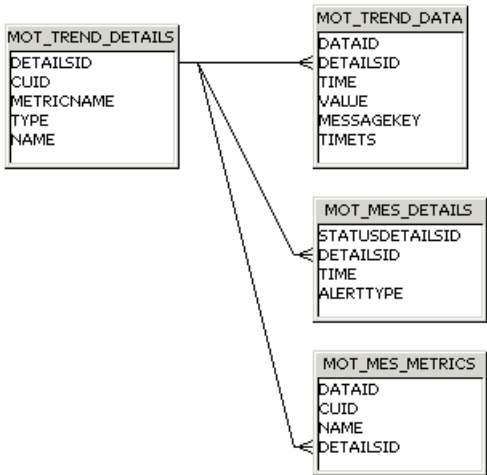 MOT_TREND_DETAILS
DETAILSID
CUID
METRICNAME
TYPE
NAME
MOT_TREND_DATA
DATAID
DETAILSID
TIME
VALUE
MESSAGEKEY
TIMETS
MOT_MES_DETAILS
STATUSDETAILSID
DETAILSID
TIME
ALERTTYPE
MOT_MES_METRICS
DATAID
CUID
NAME
DETAILSID